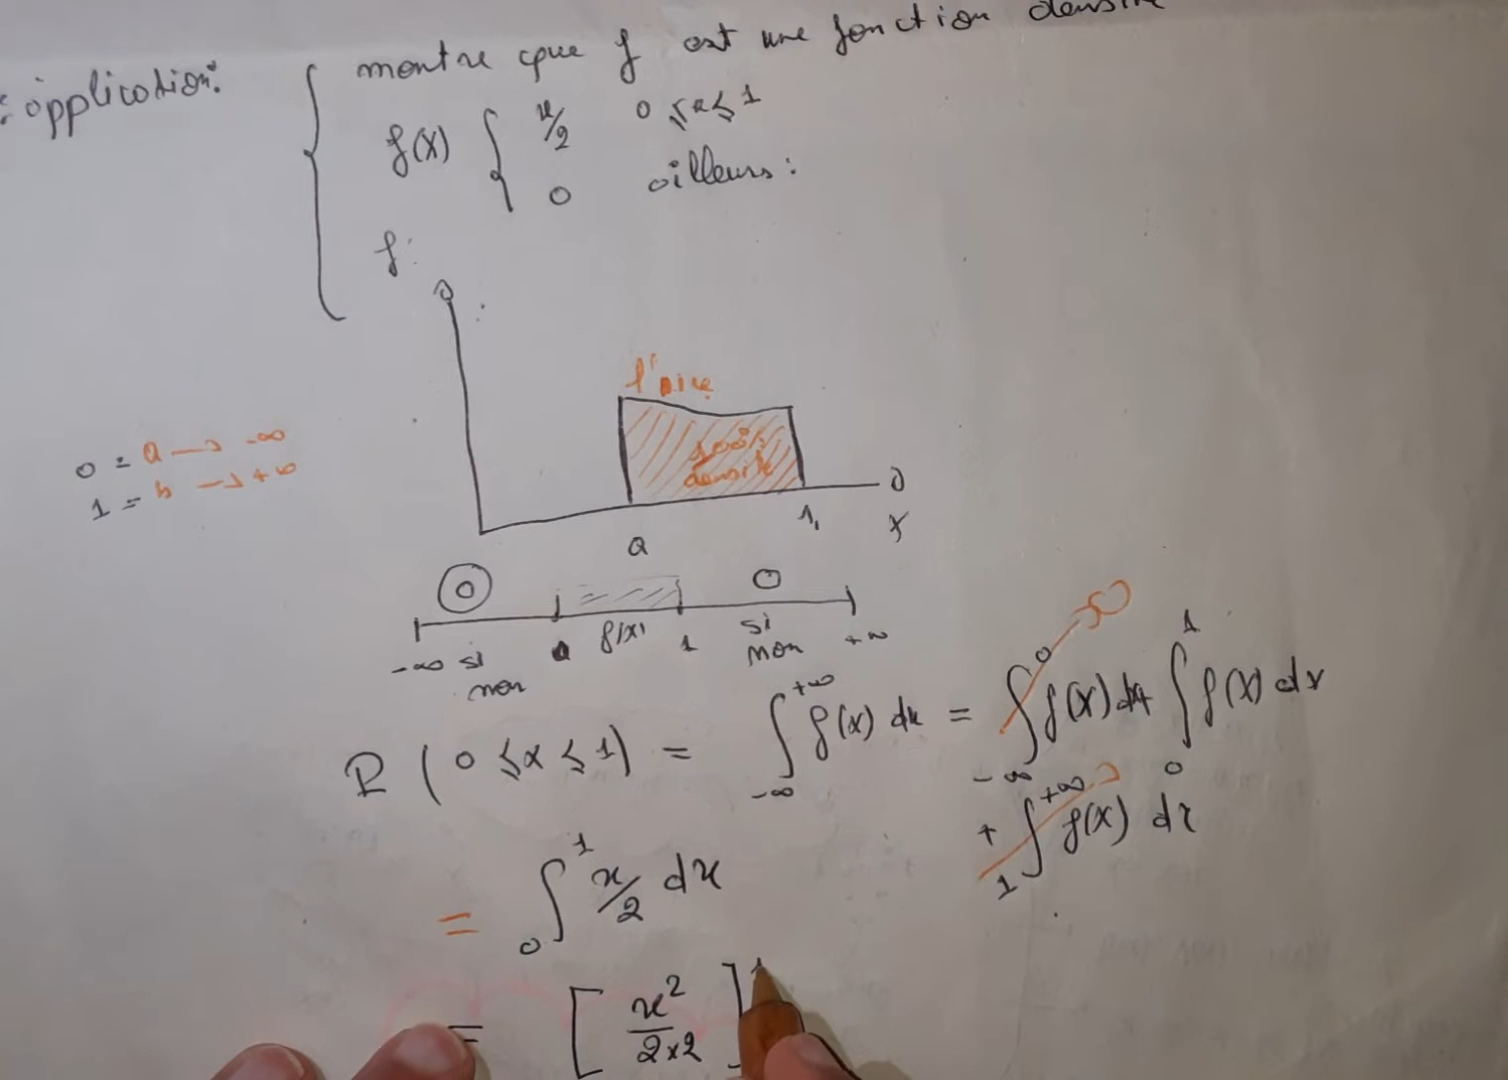 : application:
montre que f est une fonction densité
f(x) { x/2 0 ≤ x ≤ 1
0 ailleurs :
f:
l'aire
100%
densité
0 = a → -∞
1 = b → +∞
a 1, x
0 0
-∞ si non f(x) 1 si non +∞
P ( 0 ≤ x ≤ 1) = ∫_{-∞}^{+∞} f(x) dx = ∫_{-∞}^{0} f(x) dx + ∫_{0}^{1} f(x) dx
+ ∫_{1}^{+∞} f(x) dx
= ∫_{0}^{1} x/2 dx
= [ x²/2×2 ]